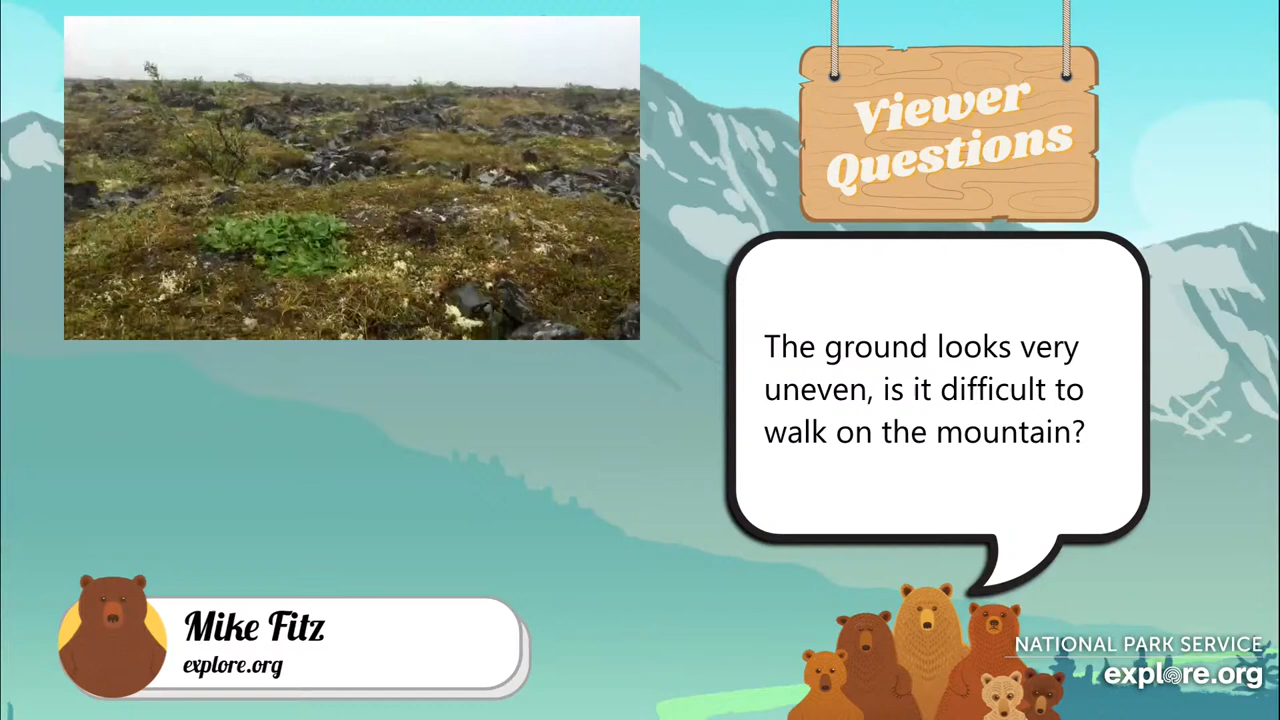 Viewer
Questions
The ground looks very
uneven, is it difficult to
walk on the mountain?
Mike Fitz
explore.org
NATIONAL PARK SERVICE
explore.org